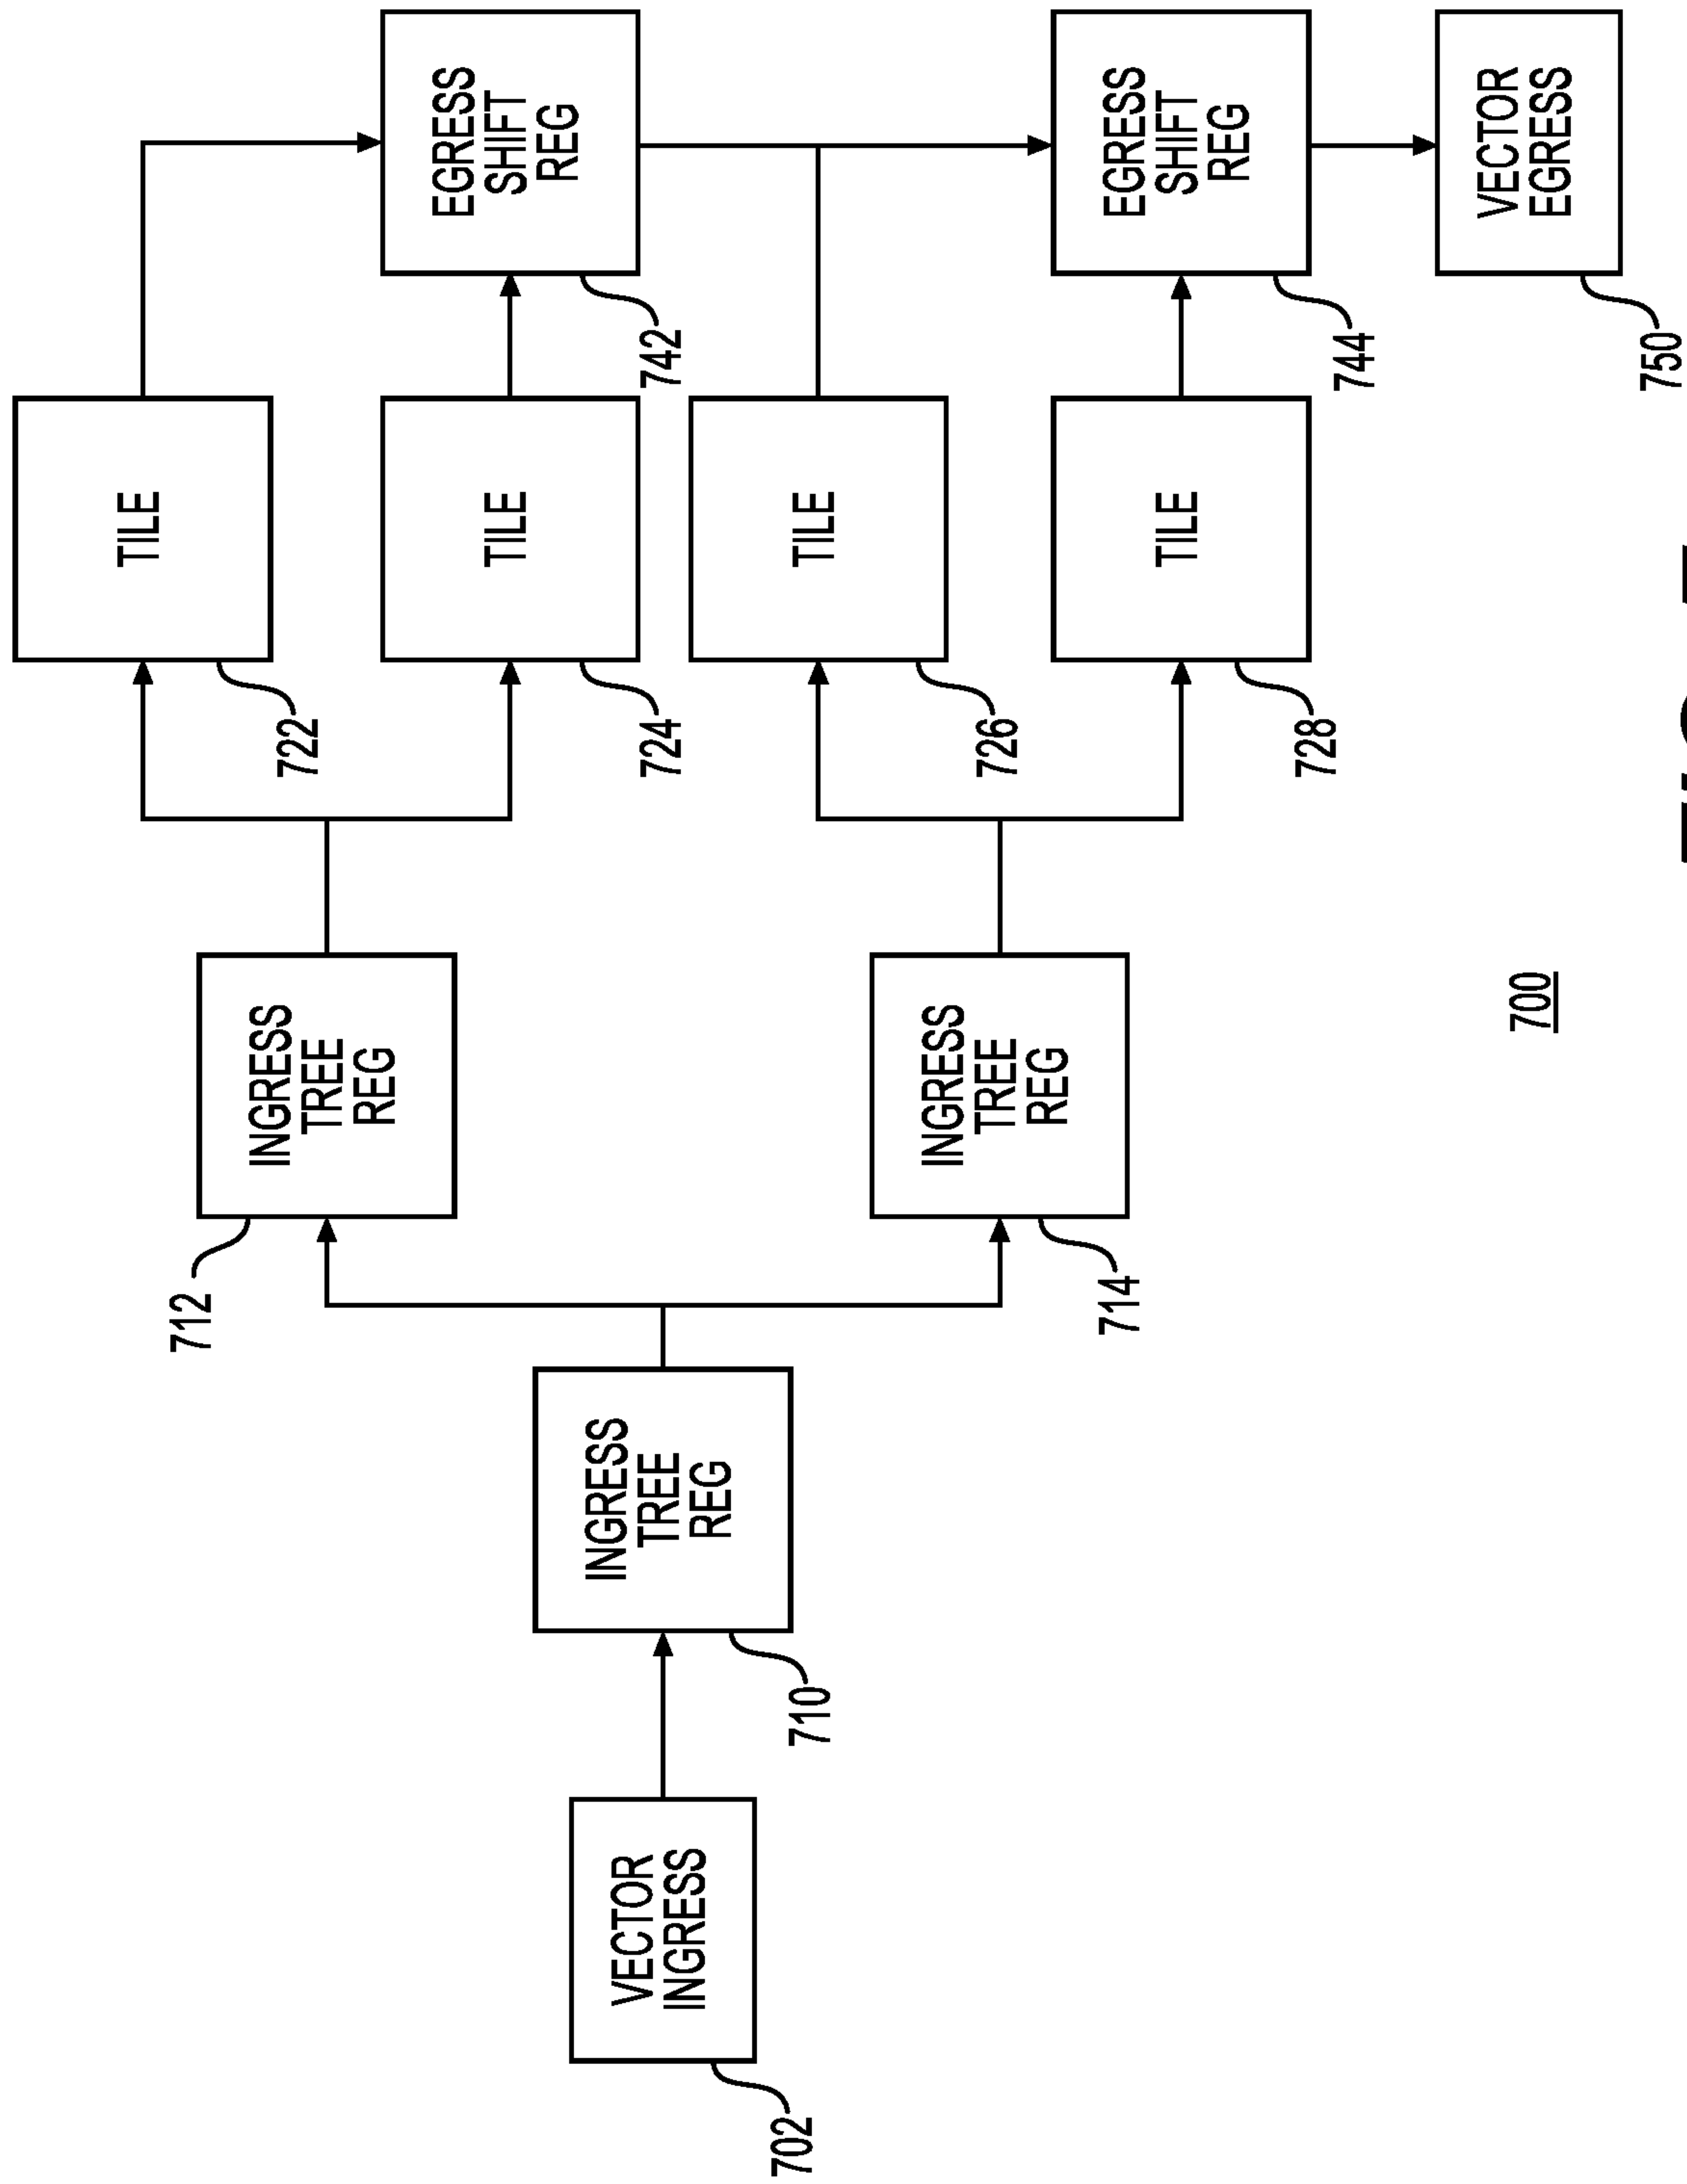 VECTOR
INGRESS
702
INGRESS
TREE
REG
710
INGRESS
TREE
REG
712
INGRESS
TREE
REG
714
TILE
722
TILE
724
TILE
726
TILE
728
EGRESS
SHIFT
REG
742
EGRESS
SHIFT
REG
744
VECTOR
EGRESS
750
700